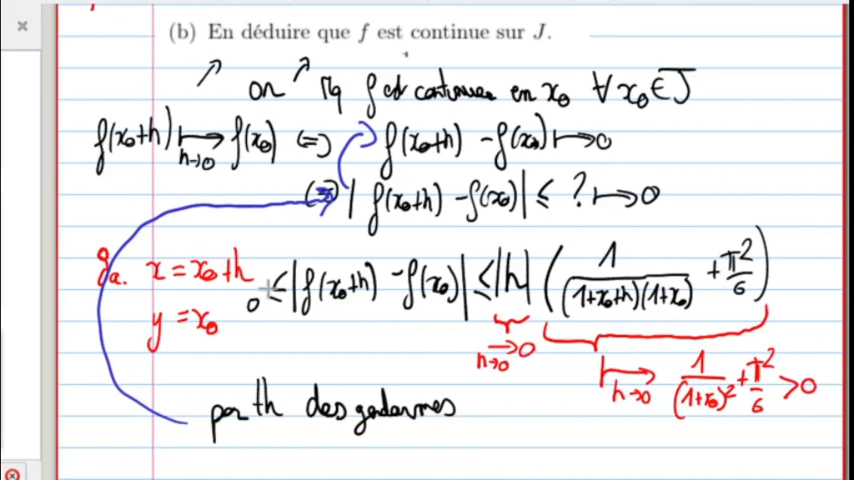 (b) En déduire que f est continue sur J.
on Mq f est continue en x₀ ∀x₀∈J
f(x₀+h) ⟼ f(x₀) (=) f(x₀+h) - f(x₀) ⟼ 0
h→0
| f(x₀+h) - f(x₀) | ≤ ? ⟼ 0
x = x₀+h
0 ≤ | f(x₀+h) - f(x₀) | ≤ |h| ( 1/((1+x₀+h)(1+x₀)) + π²/6 )
y = x₀
→0
h→0
⟼ 1/(1+x₀)² + π²/6 > 0
h→0
par th des gendarmes